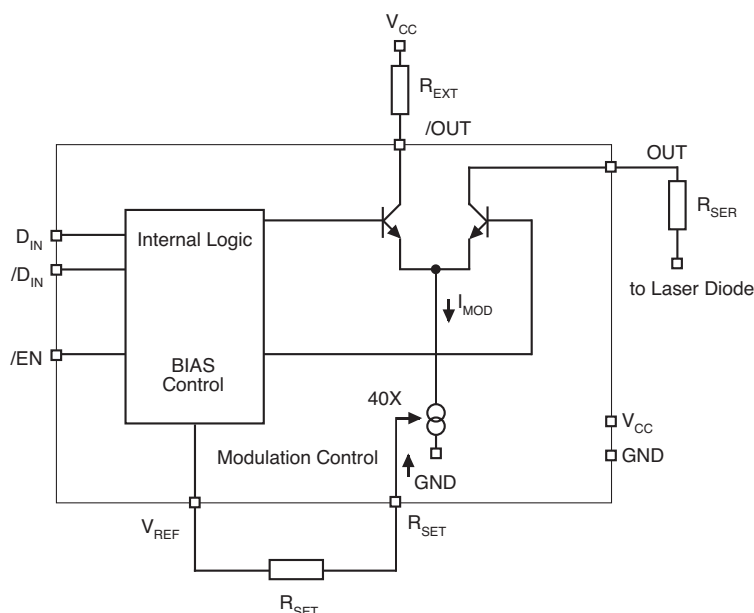 V_CC
R_EXT
/OUT
OUT
R_SER
to Laser Diode
D_IN
/D_IN
/EN
Internal Logic
BIAS
Control
I_MOD
40X
Modulation Control
GND
V_CC
GND
V_REF
R_SET
R_SET